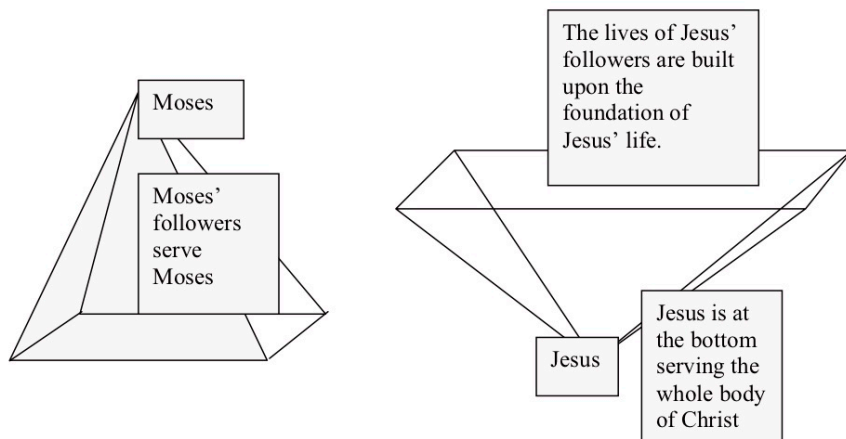 Moses
Moses’
followers
serve
Moses
The lives of Jesus’
followers are built
upon the
foundation of
Jesus’ life.
Jesus
Jesus is at
the bottom
serving the
whole body
of Christ